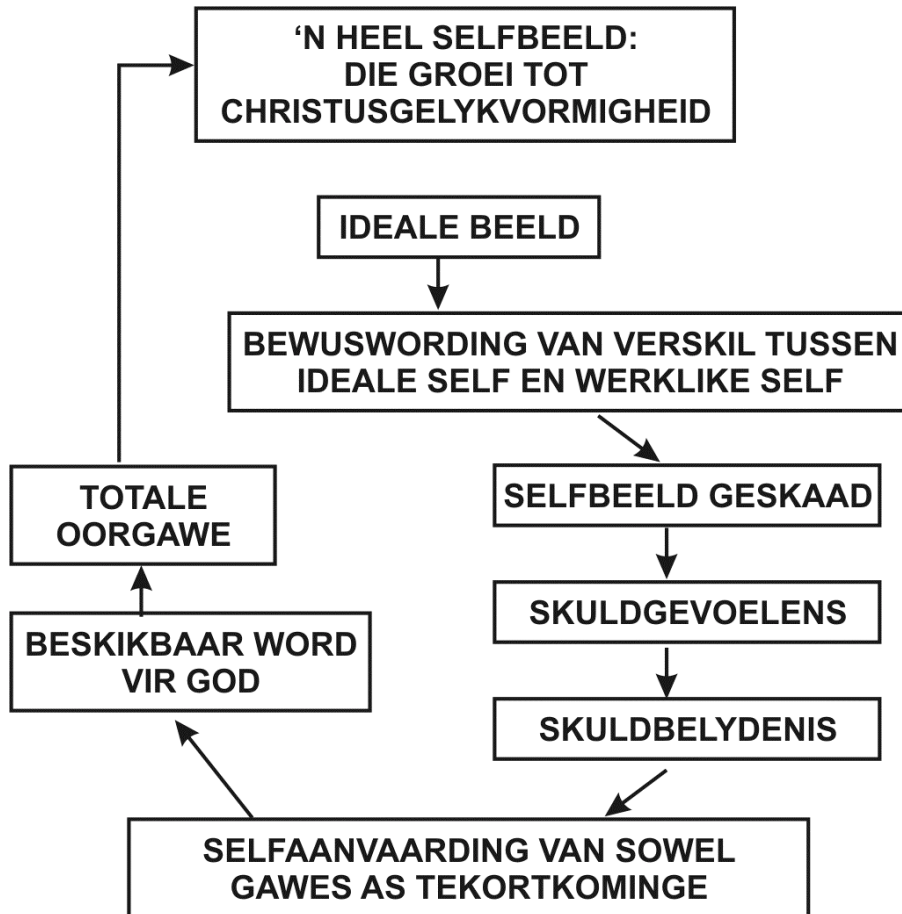 ‘N HEEL SELFBEELD:
DIE GROEI TOT
CHRISTUSGELYKVORMIGHEID
IDEALE BEELD
BEWUSWORDING VAN VERSKIL TUSSEN
IDEALE SELF EN WERKLIKE SELF
SELFBEELD GESKAAD
SKULDGEVOELENS
SKULDBELYDENIS
SELFAANVAARDING VAN SOWEL
GAWES AS TEKORTKOMINGE
BESKIKBAAR WORD
VIR GOD
TOTALE
OORGAWE